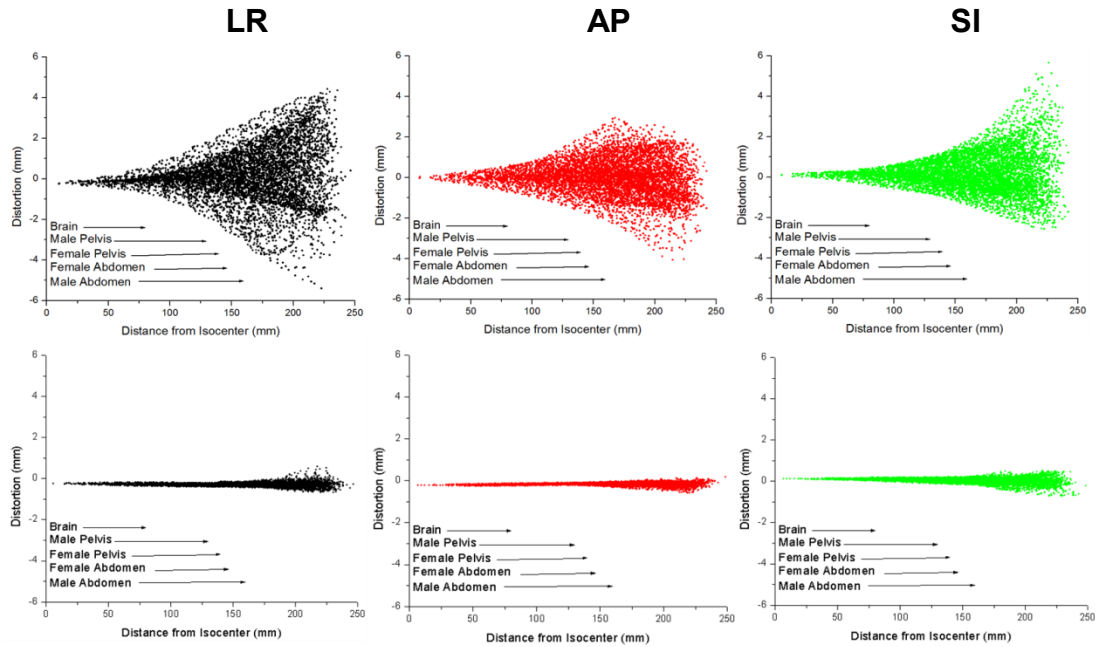 LR AP SI
6
4
2
0
-2
-4
-6
Distortion (mm)
Brain
Male Pelvis
Female Pelvis
Female Abdomen
Male Abdomen
0 50 100 150 200 250
Distance from Isocenter (mm)
6
4
2
0
-2
-4
-6
Distortion (mm)
Brain
Male Pelvis
Female Pelvis
Female Abdomen
Male Abdomen
0 50 100 150 200 250
Distance from Isocenter (mm)
6
4
2
0
-2
-4
-6
Distortion (mm)
Brain
Male Pelvis
Female Pelvis
Female Abdomen
Male Abdomen
0 50 100 150 200 250
Distance from Isocenter (mm)
6
4
2
0
-2
-4
-6
Distortion (mm)
Brain
Male Pelvis
Female Pelvis
Female Abdomen
Male Abdomen
0 50 100 150 200 250
Distance from Isocenter (mm)
6
4
2
0
-2
-4
-6
Distortion (mm)
Brain
Male Pelvis
Female Pelvis
Female Abdomen
Male Abdomen
0 50 100 150 200 250
Distance from Isocenter (mm)
6
4
2
0
-2
-4
-6
Distortion (mm)
Brain
Male Pelvis
Female Pelvis
Female Abdomen
Male Abdomen
0 50 100 150 200 250
Distance from Isocenter (mm)